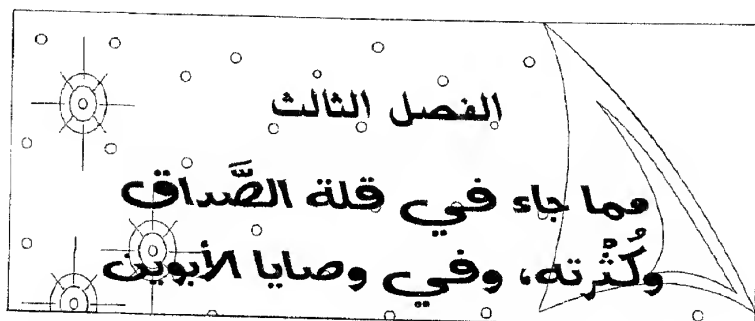 الفصل الثالث
مما جاء في قلة الصَّداق
وكُثْرته، وفي وصايا الأبوين